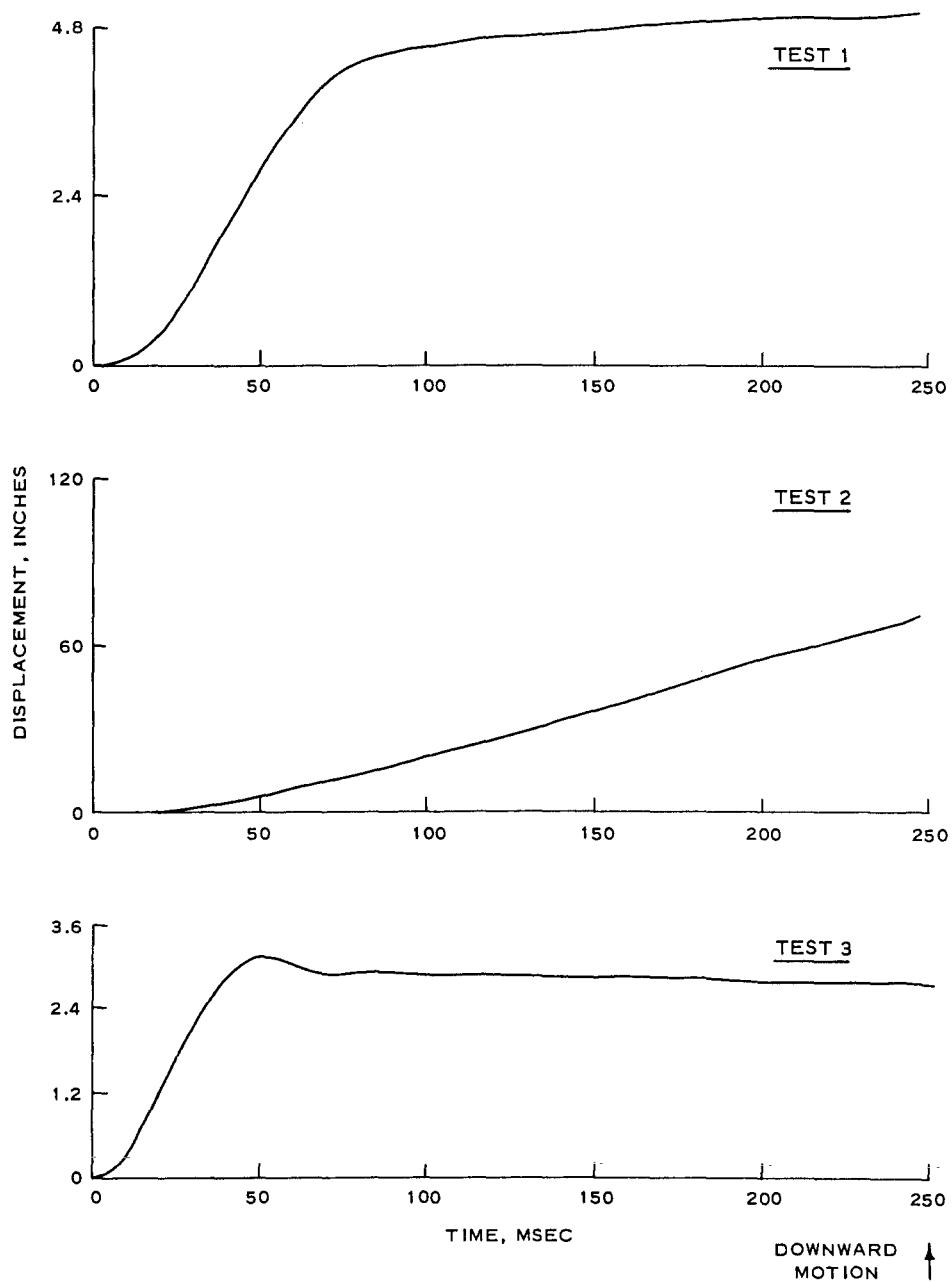 4.8
TEST 1
2.4
0
0 50 100 150 200 250
DISPLACEMENT, INCHES
120
TEST 2
60
0
0 50 100 150 200 250
3.6
TEST 3
2.4
1.2
0
0 50 100 150 200 250
TIME, MSEC
DOWNWARD
MOTION